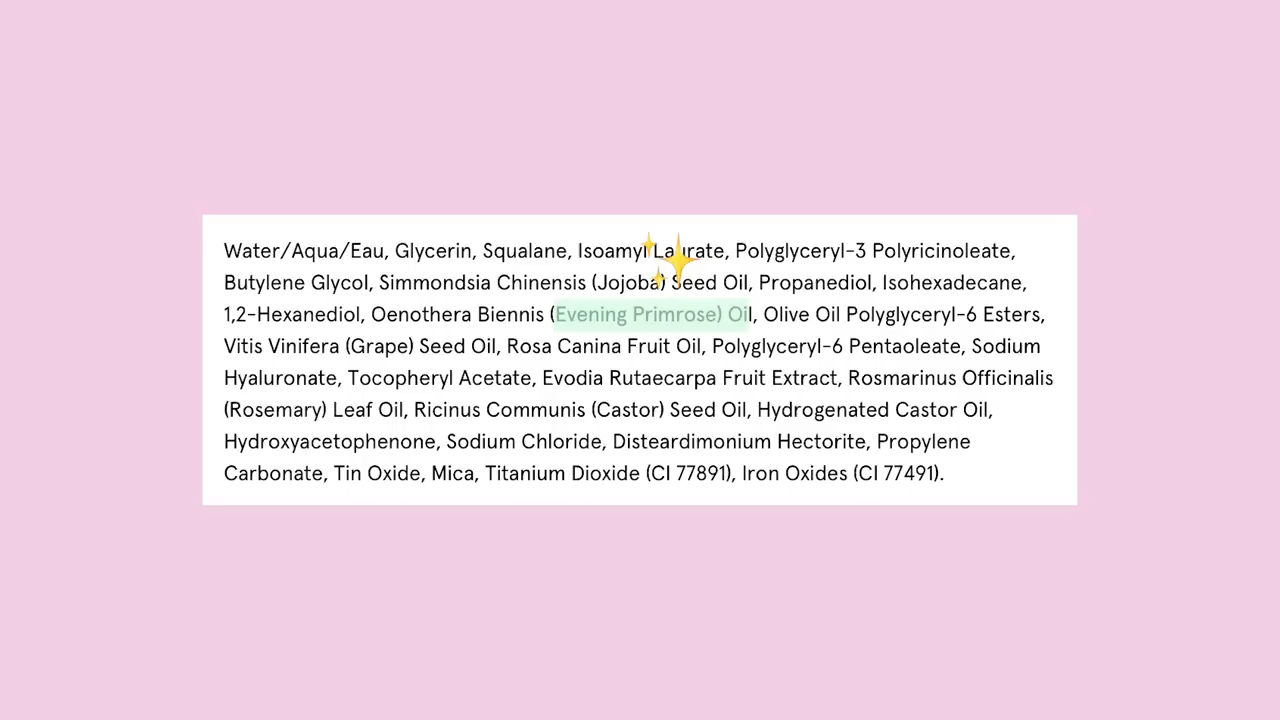 Water/Aqua/Eau, Glycerin, Squalane, Isoamyl Laurate, Polyglyceryl-3 Polyricinoleate,
Butylene Glycol, Simmondsia Chinensis (Jojoba) Seed Oil, Propanediol, Isohexadecane,
1,2-Hexanediol, Oenothera Biennis (Evening Primrose) Oil, Olive Oil Polyglyceryl-6 Esters,
Vitis Vinifera (Grape) Seed Oil, Rosa Canina Fruit Oil, Polyglyceryl-6 Pentaoleate, Sodium
Hyaluronate, Tocopheryl Acetate, Evodia Rutaecarpa Fruit Extract, Rosmarinus Officinalis
(Rosemary) Leaf Oil, Ricinus Communis (Castor) Seed Oil, Hydrogenated Castor Oil,
Hydroxyacetophenone, Sodium Chloride, Disteardimonium Hectorite, Propylene
Carbonate, Tin Oxide, Mica, Titanium Dioxide (CI 77891), Iron Oxides (CI 77491).